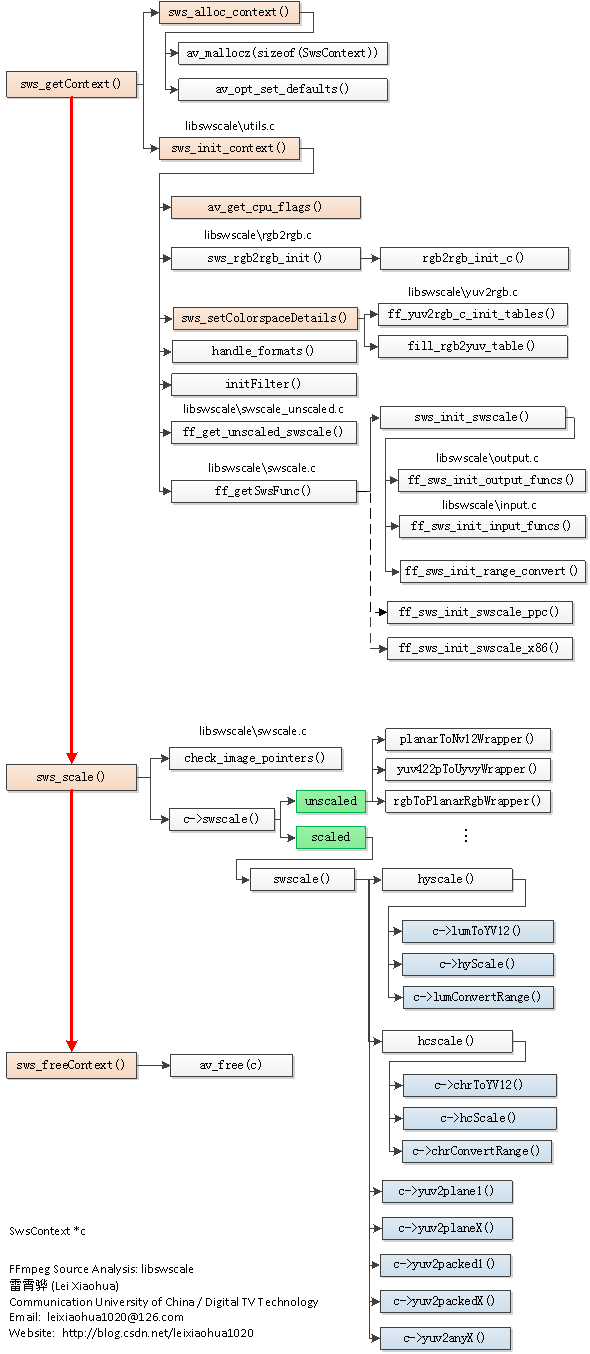 sws_alloc_context()
av_mallocz(sizeof(SwsContext))
sws_getContext()
av_opt_set_defaults()
libswscale\utils.c
sws_init_context()
av_get_cpu_flags()
libswscale\rgb2rgb.c
sws_rgb2rgb_init()
rgb2rgb_init_c()
libswscale\yuv2rgb.c
sws_setColorspaceDetails()
ff_yuv2rgb_c_init_tables()
handle_formats()
fill_rgb2yuv_table()
initFilter()
libswscale\swscale_unscaled.c
ff_get_unscaled_swscale()
sws_init_swscale()
libswscale\swscale.c
ff_getSwsFunc()
libswscale\output.c
ff_sws_init_output_funcs()
libswscale\input.c
ff_sws_init_input_funcs()
ff_sws_init_range_convert()
ff_sws_init_swscale_ppc()
ff_sws_init_swscale_x86()
libswscale\swscale.c
sws_scale()
check_image_pointers()
c->swscale()
unscaled
planarToNv12Wrapper()
yuv422pToUyvyWrapper()
rgbToPlanarRgbWrapper()
⋮
scaled
swscale()
hyscale()
c->lumToYV12()
c->hyScale()
c->lumConvertRange()
hcscale()
c->chrToYV12()
c->hcScale()
c->chrConvertRange()
c->yuv2plane1()
c->yuv2planeX()
c->yuv2packed1()
c->yuv2packedX()
c->yuv2anyX()
sws_freeContext()
av_free(c)
SwsContext *c
FFmpeg Source Analysis: libswscale
雷霄骅 (Lei Xiaohua)
Communication University of China / Digital TV Technology
Email: leixiaohua1020@126.com
Website: http://blog.csdn.net/leixiaohua1020